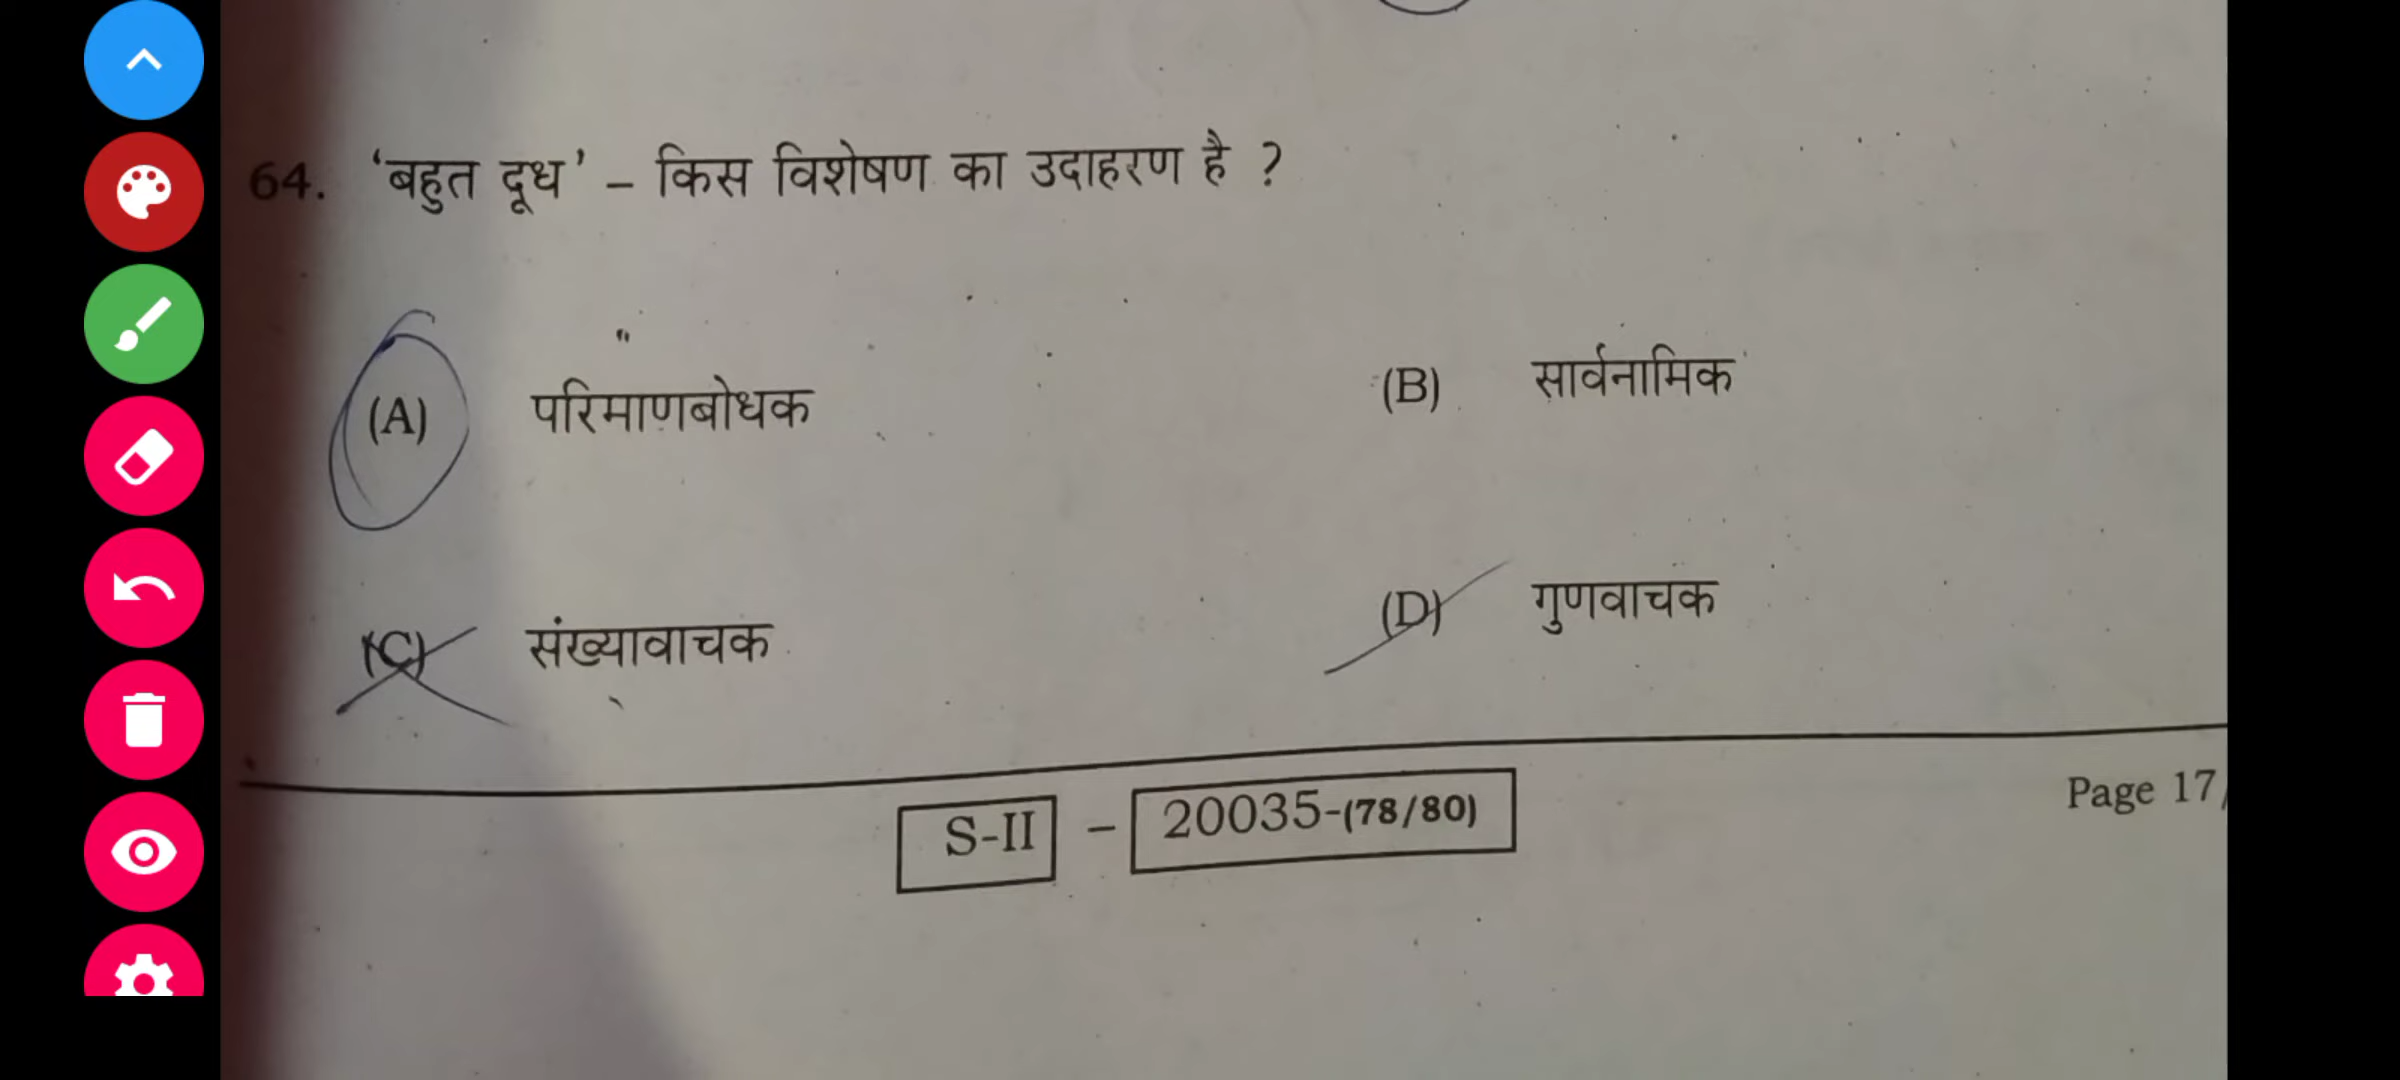 64. ‘बहुत दूध’ – किस विशेषण का उदाहरण है ?
(A) परिमाणबोधक
(B) सार्वनामिक
(C) संख्यावाचक
(D) गुणवाचक
S-II – 20035-(78/80)
Page 17/